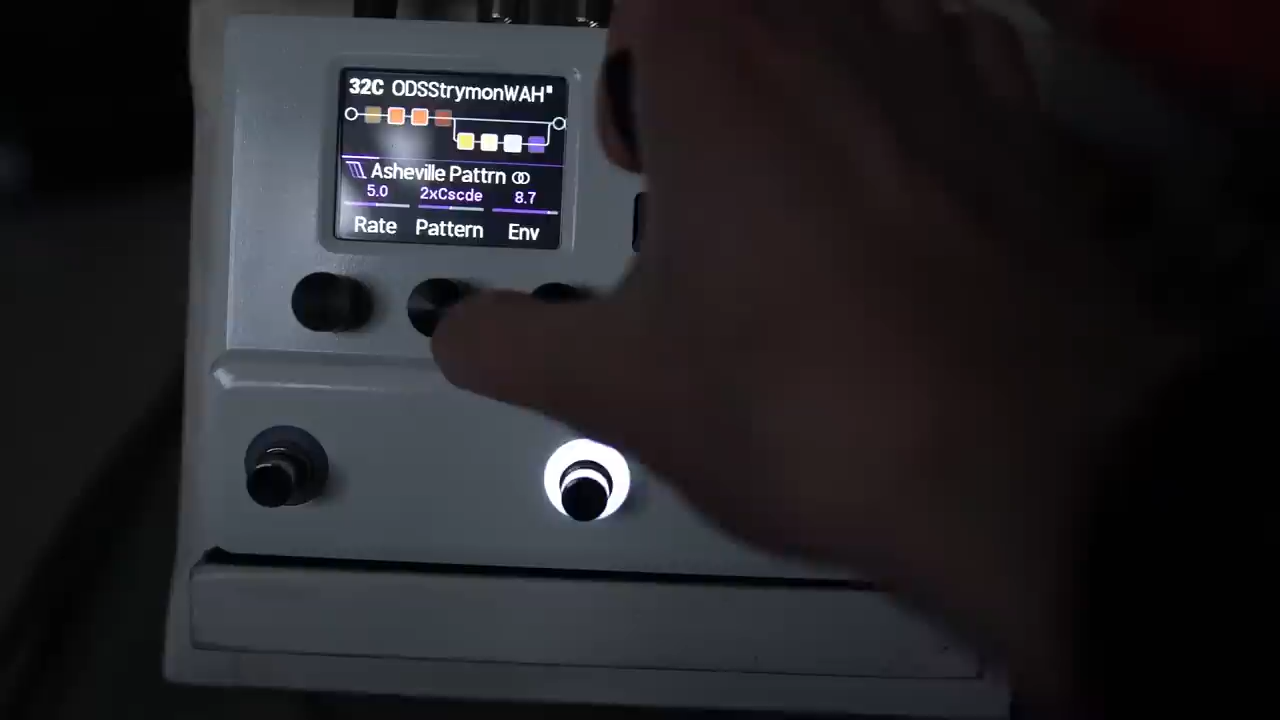 32C ODSStrymonWAH
Asheville Pattrn
5.0 2xCscde 8.7
Rate Pattern Env